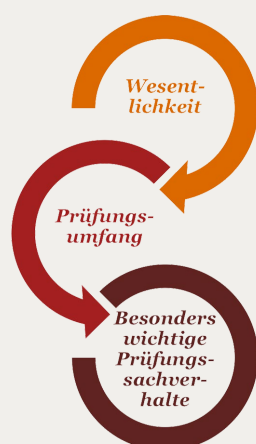 Wesent-
lichkeit
Prüfungs-
umfang
Besonders
wichtige
Prüfungs-
sachver-
halte